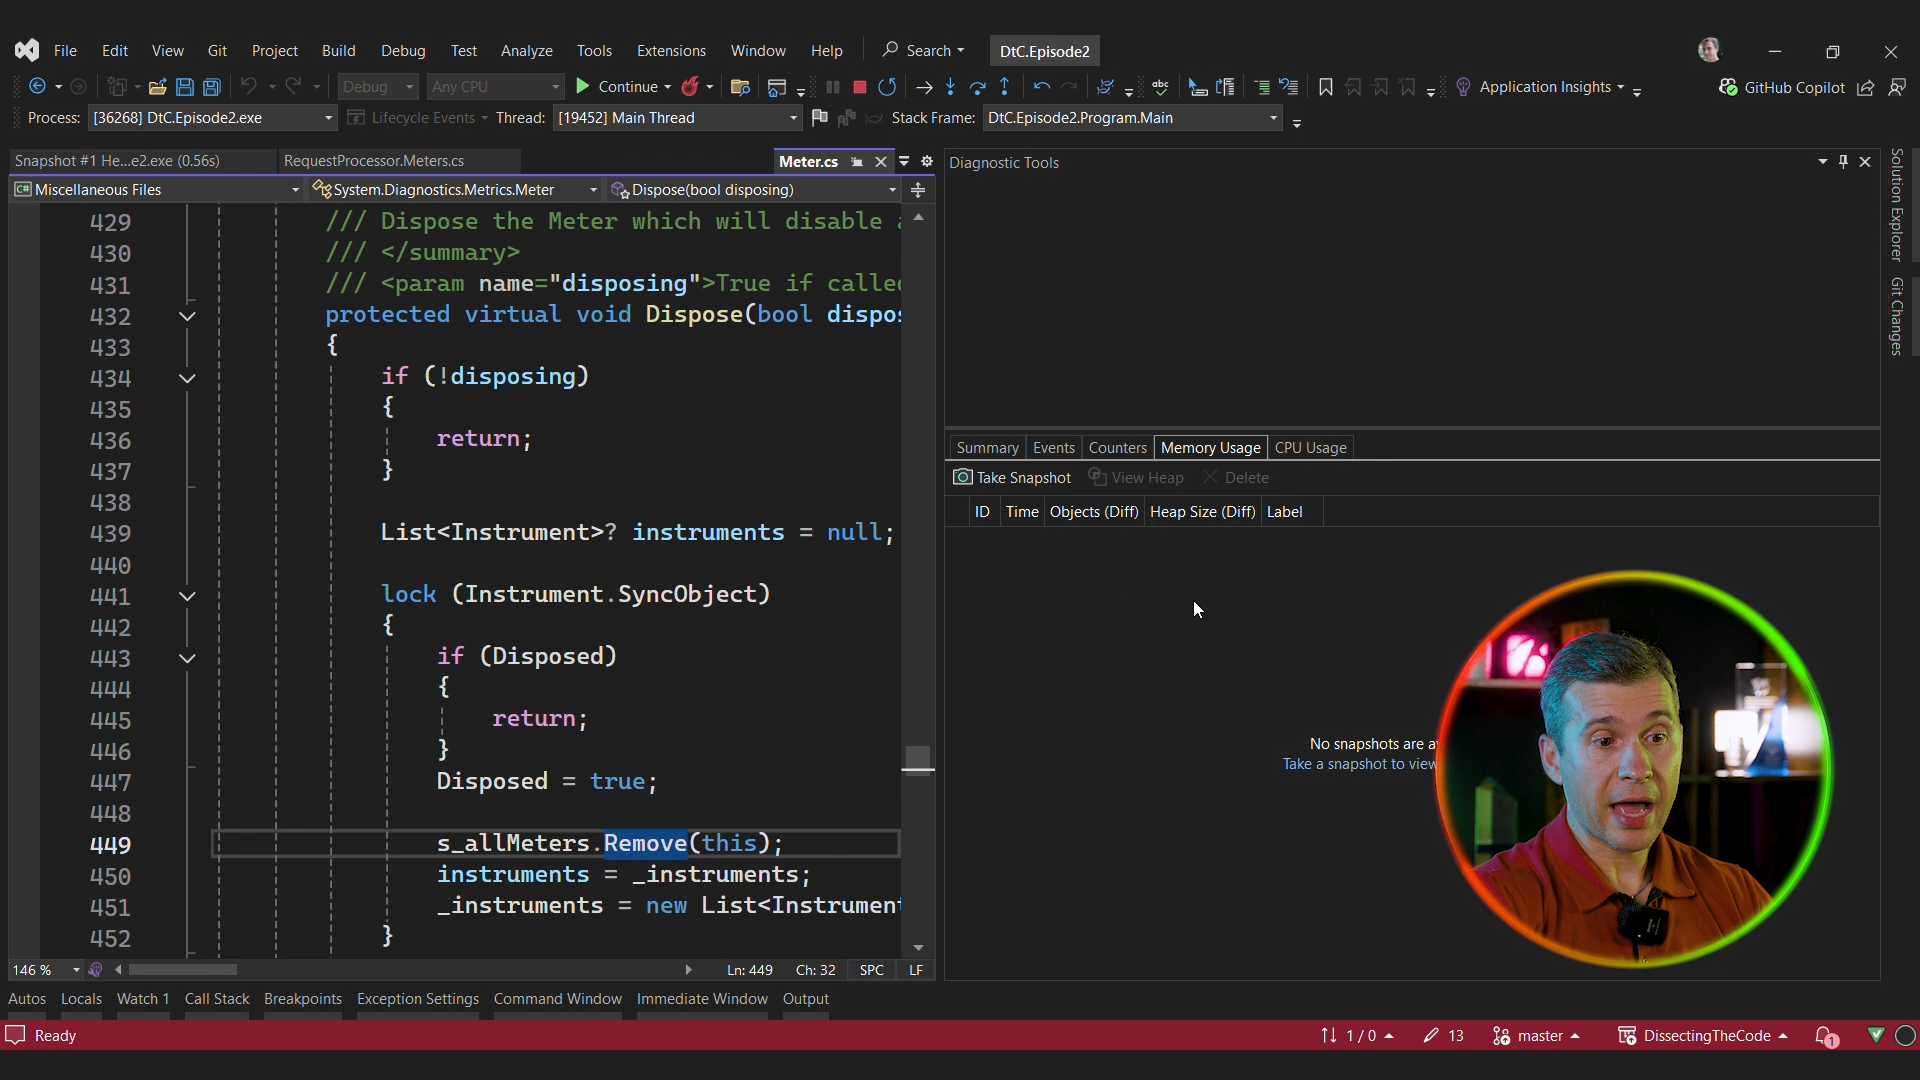 File Edit View Git Project Build Debug Test Analyze Tools Extensions Window Help Search DtC.Episode2
Debug Any CPU Continue Application Insights GitHub Copilot
Process: [36268] DtC.Episode2.exe Lifecycle Events Thread: [19452] Main Thread Stack Frame: DtC.Episode2.Program.Main
Snapshot #1 He...e2.exe (0.56s) RequestProcessor.Meters.cs Meter.cs
Miscellaneous Files System.Diagnostics.Metrics.Meter Dispose(bool disposing)
429 /// Dispose the Meter which will disable
430 /// </summary>
431 /// <param name="disposing">True if called
432 protected virtual void Dispose(bool dispos
433 {
434 if (!disposing)
435 {
436 return;
437 }
438
439 List<Instrument>? instruments = null;
440
441 lock (Instrument.SyncObject)
442 {
443 if (Disposed)
444 {
445 return;
446 }
447 Disposed = true;
448
449 s_allMeters.Remove(this);
450 instruments = _instruments;
451 _instruments = new List<Instrument
452 }
146 % Ln: 449 Ch: 32 SPC LF
Diagnostic Tools
Summary Events Counters Memory Usage CPU Usage
Take Snapshot View Heap Delete
ID Time Objects (Diff) Heap Size (Diff) Label
No snapshots are a
Take a snapshot to view
Solution Explorer
Git Changes
Autos Locals Watch 1 Call Stack Breakpoints Exception Settings Command Window Immediate Window Output
Ready 1 / 0 13 master DissectingTheCode 1